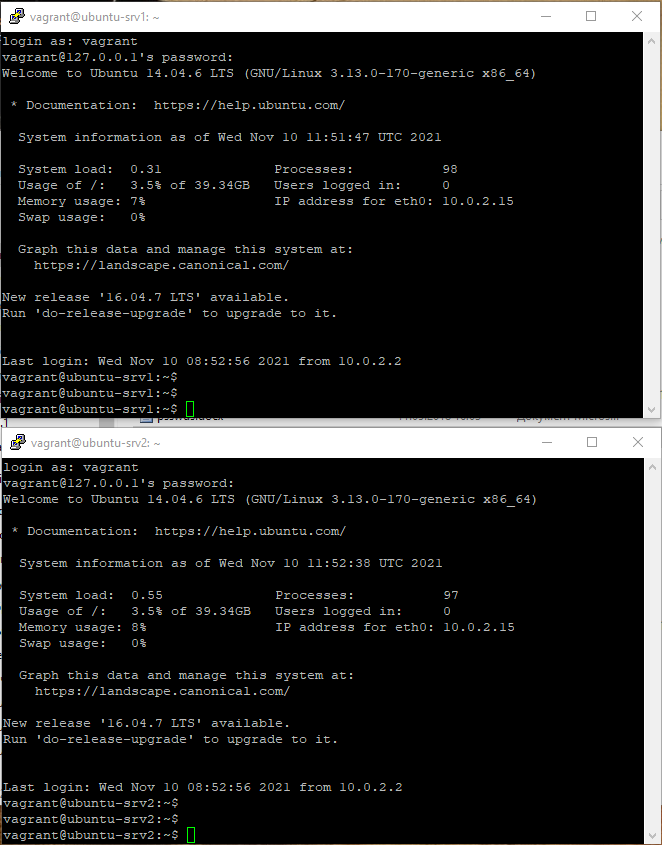 vagrant@ubuntu-srv1: ~
login as: vagrant
vagrant@127.0.0.1's password:
Welcome to Ubuntu 14.04.6 LTS (GNU/Linux 3.13.0-170-generic x86_64)
* Documentation:  https://help.ubuntu.com/
System information as of Wed Nov 10 11:51:47 UTC 2021
System load:  0.31              Processes:           98
Usage of /:   3.5% of 39.34GB   Users logged in:     0
Memory usage: 7%                IP address for eth0: 10.0.2.15
Swap usage:   0%
Graph this data and manage this system at:
https://landscape.canonical.com/
New release '16.04.7 LTS' available.
Run 'do-release-upgrade' to upgrade to it.
Last login: Wed Nov 10 08:52:56 2021 from 10.0.2.2
vagrant@ubuntu-srv1:~$
vagrant@ubuntu-srv1:~$
vagrant@ubuntu-srv1:~$
vagrant@ubuntu-srv2: ~
login as: vagrant
vagrant@127.0.0.1's password:
Welcome to Ubuntu 14.04.6 LTS (GNU/Linux 3.13.0-170-generic x86_64)
* Documentation:  https://help.ubuntu.com/
System information as of Wed Nov 10 11:52:38 UTC 2021
System load:  0.55              Processes:           97
Usage of /:   3.5% of 39.34GB   Users logged in:     0
Memory usage: 8%                IP address for eth0: 10.0.2.15
Swap usage:   0%
Graph this data and manage this system at:
https://landscape.canonical.com/
New release '16.04.7 LTS' available.
Run 'do-release-upgrade' to upgrade to it.
Last login: Wed Nov 10 08:52:56 2021 from 10.0.2.2
vagrant@ubuntu-srv2:~$
vagrant@ubuntu-srv2:~$
vagrant@ubuntu-srv2:~$